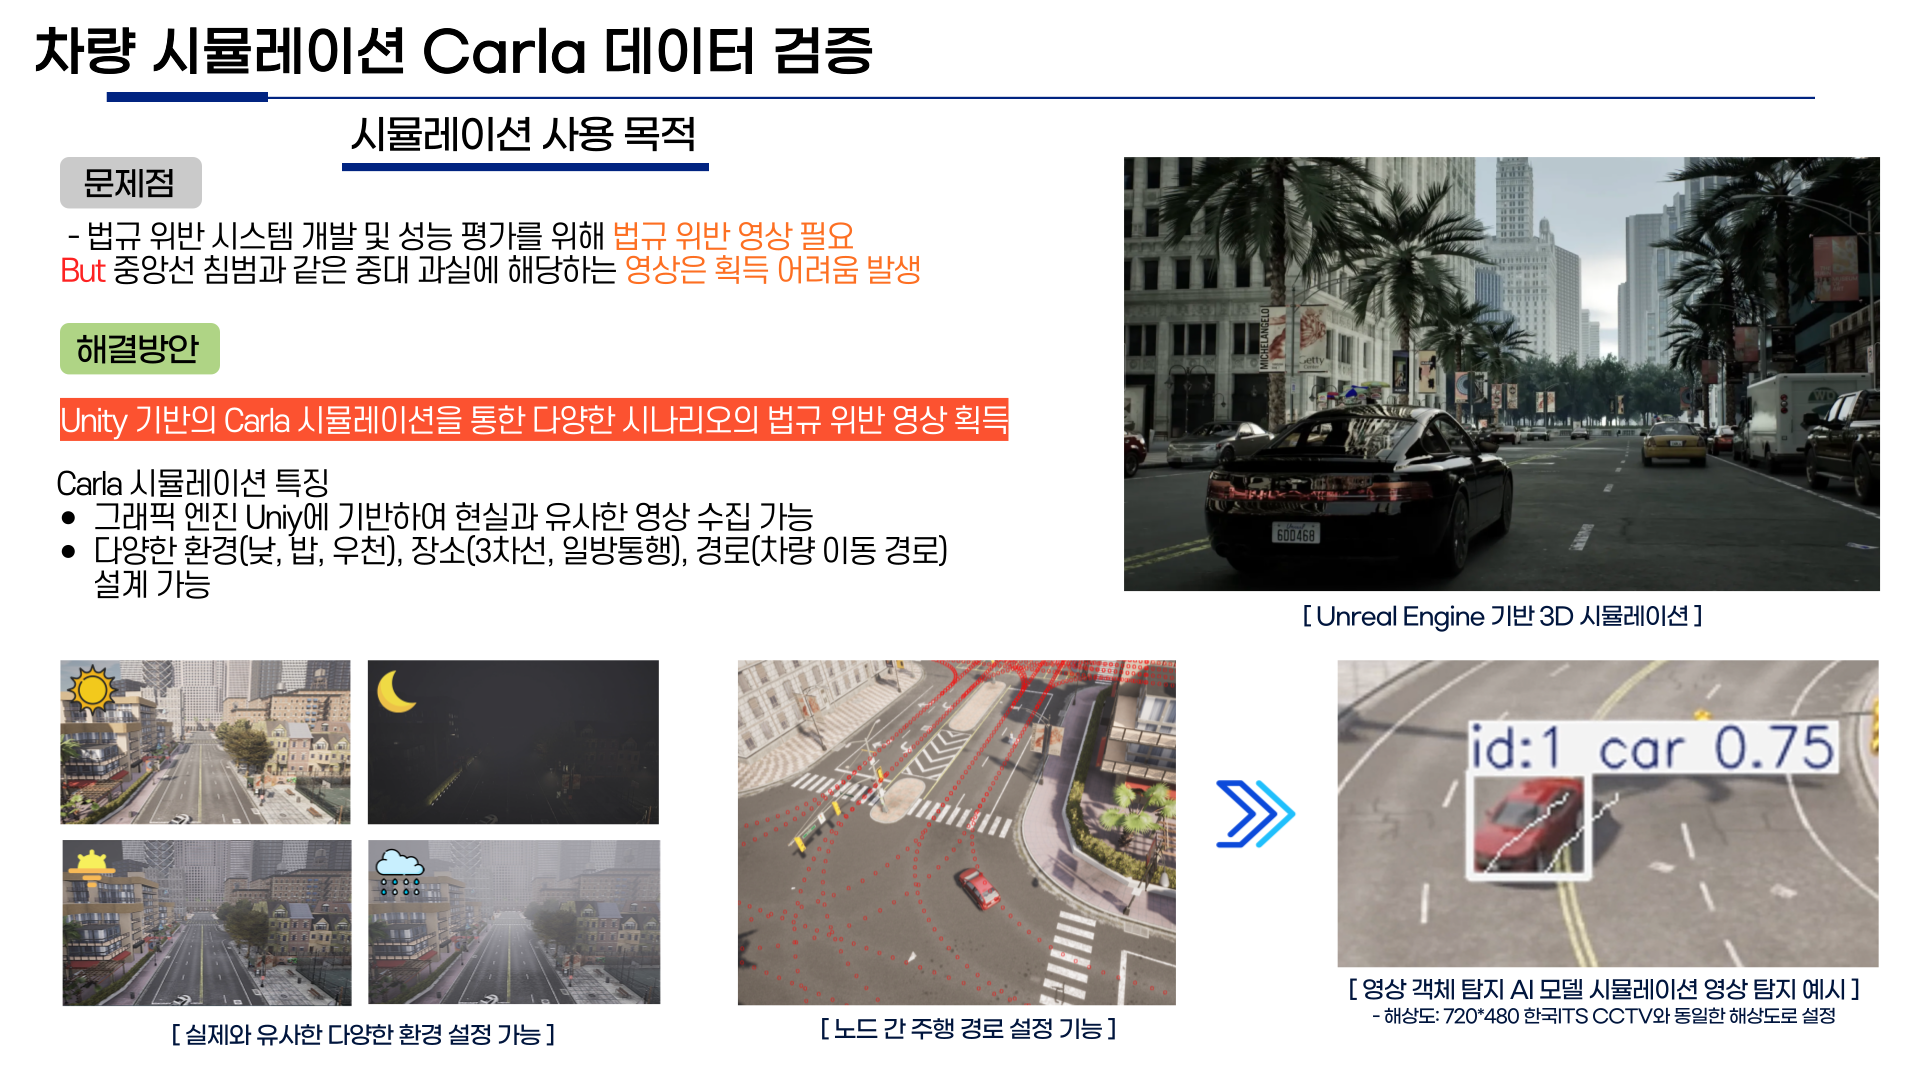 차량 시뮬레이션 Carla 데이터 검증
시뮬레이션 사용 목적
문제점
- 법규 위반 시스템 개발 및 성능 평가를 위해 법규 위반 영상 필요
But 중앙선 침범과 같은 중대 과실에 해당하는 영상은 획득 어려움 발생
해결방안
Unity 기반의 Carla 시뮬레이션을 통한 다양한 시나리오의 법규 위반 영상 획득
Carla 시뮬레이션 특징
• 그래픽 엔진 Uniy에 기반하여 현실과 유사한 영상 수집 가능
• 다양한 환경(낮, 밥, 우천), 장소(3차선, 일방통행), 경로(차량 이동 경로)
설계 가능
MICHELANGELO
Getty
Center
600468
WD
[ Unreal Engine 기반 3D 시뮬레이션 ]
id:1 car 0.75
[ 실제와 유사한 다양한 환경 설정 가능 ]
[ 노드 간 주행 경로 설정 기능 ]
[ 영상 객체 탐지 AI 모델 시뮬레이션 영상 탐지 예시 ]
- 해상도: 720*480 한국ITS CCTV와 동일한 해상도로 설정